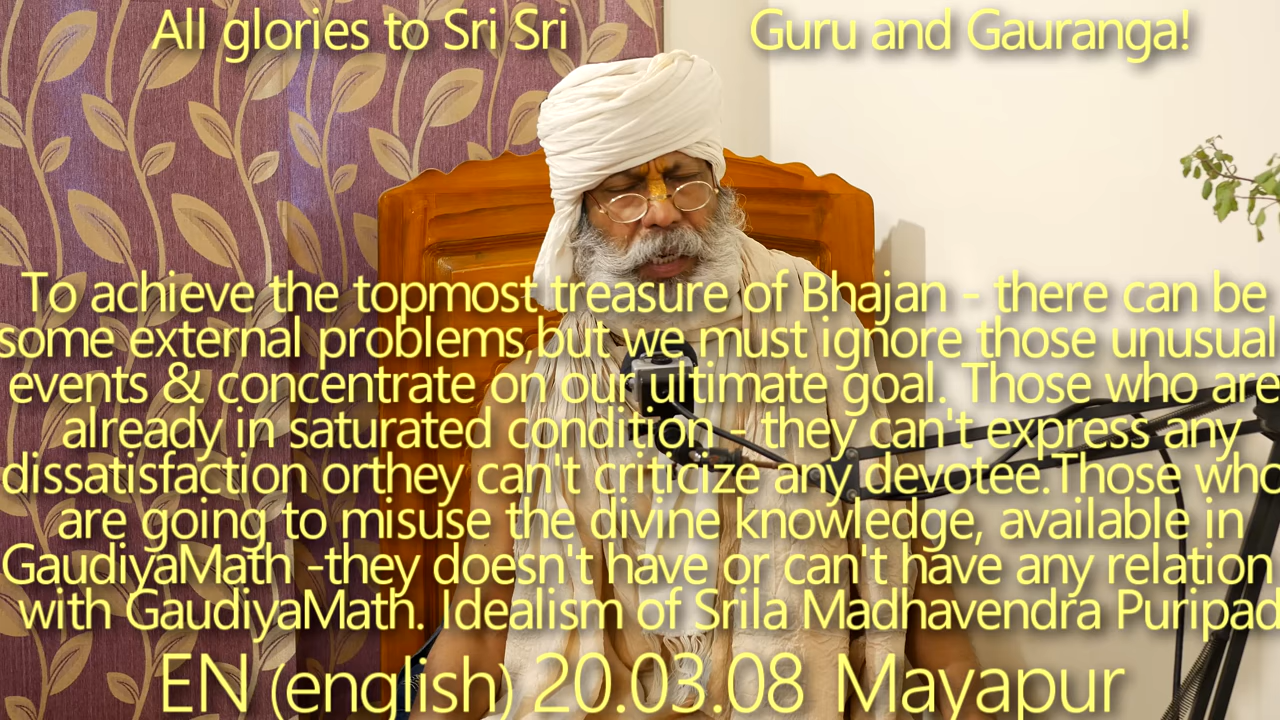 All glories to Sri Sri Guru and Gauranga!
To achieve the topmost treasure of Bhajan - there can be
some external problems,but we must ignore those unusual
events & concentrate on our ultimate goal. Those who are
already in saturated condition - they can't express any
dissatisfaction orthey can't criticize any devotee.Those who
are going to misuse the divine knowledge, available in
GaudiyaMath -they doesn't have or can't have any relation
with GaudiyaMath. Idealism of Srila Madhavendra Puripad
EN (english) 20.03.08 Mayapur